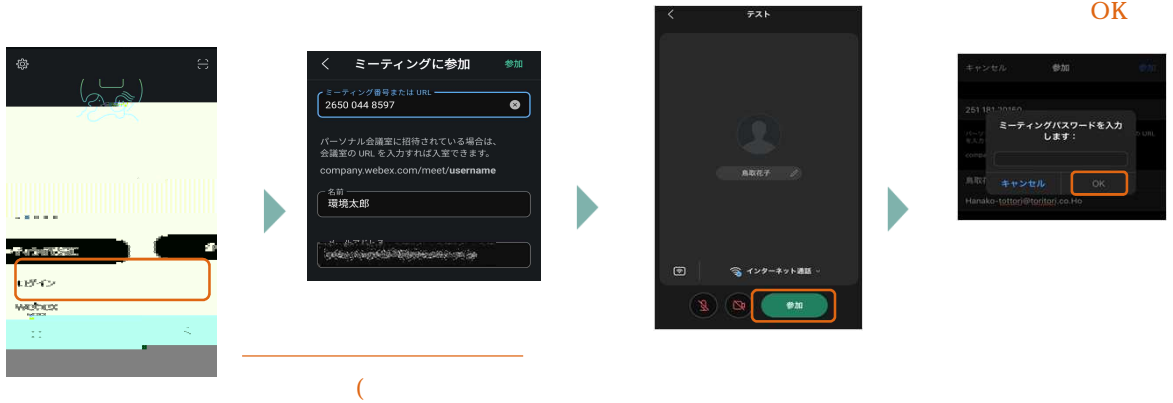 ログイン
ミーティングに参加
参加
ミーティング番号または URL
2650 044 8597
パーソナル会議室に招待されている場合は、
会議室の URL を入力すれば入室できます。
company.webex.com/meet/username
名前
環境太郎
(
テスト
鳥取花子
インターネット通話
参加
OK
キャンセル
参加
参加
251 181 20150
ミーティングパスワードを入力
します：
キャンセル
OK
Hanako-tottori@toritori.co.Ho